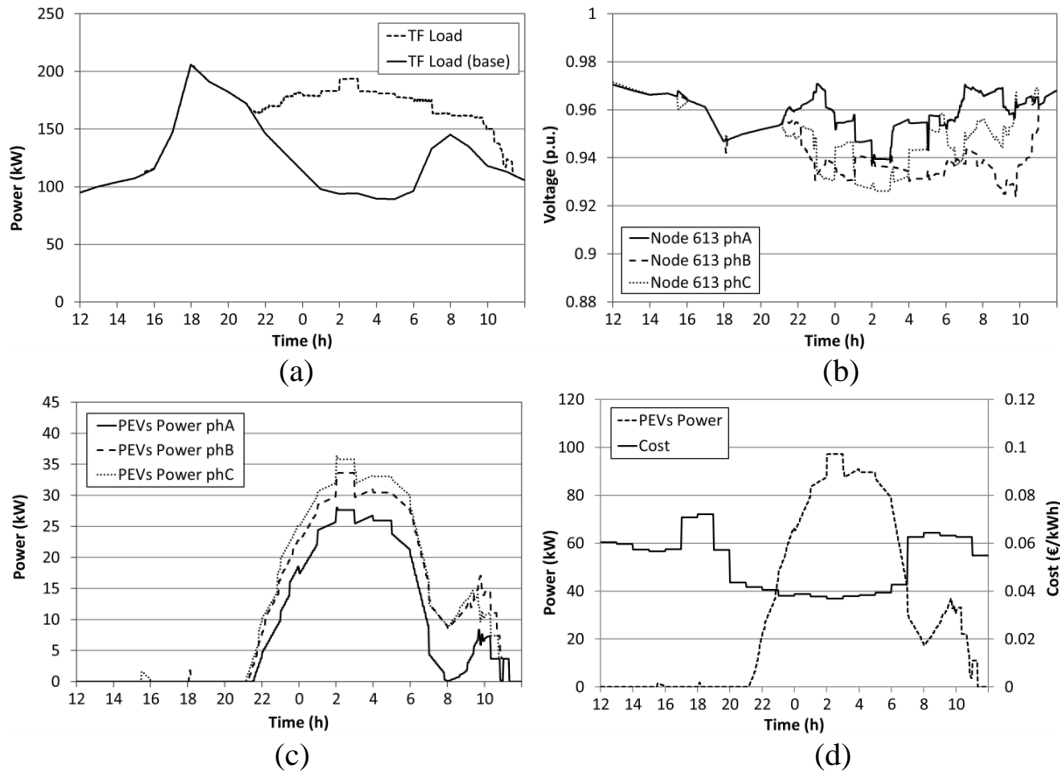 250
200
150
100
50
0
Power (kW)
TF Load
TF Load (base)
12 14 16 18 20 22 0 2 4 6 8 10
Time (h)
(a)
1
0.98
0.96
0.94
0.92
0.9
0.88
Voltage (p.u.)
Node 613 phA
Node 613 phB
Node 613 phC
12 14 16 18 20 22 0 2 4 6 8 10
Time (h)
(b)
45
40
35
30
25
20
15
10
5
0
Power (kW)
PEVs Power phA
PEVs Power phB
PEVs Power phC
12 14 16 18 20 22 0 2 4 6 8 10
Time (h)
(c)
120
100
80
60
40
20
0
Power (kW)
PEVs Power
Cost
0.12
0.1
0.08
0.06
0.04
0.02
0
Cost (€/kWh)
12 14 16 18 20 22 0 2 4 6 8 10
Time (h)
(d)